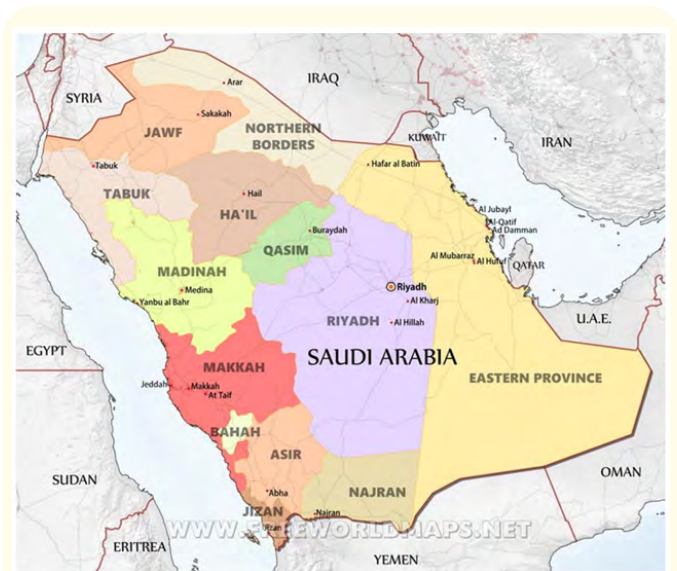 IRAQ
Arar
SYRIA
Sakakah
JAWF
NORTHERN
BORDERS
KUWAIT
IRAN
Tabuk
Hafar al Batin
TABUK
Hail
HA'IL
Al Jubayl
Al-Qatif
Ad Damman
Buraydah
QASIM
Al Mubarraz
Al Hufuf
QATAR
MADINAH
Medina
Riyadh
Yanbu al Bahr
Al Kharj
RIYADH
Al Hillah
U.A.E.
EGYPT
SAUDI ARABIA
MAKKAH
EASTERN PROVINCE
Jeddah
Makkah
At Taif
BAHAH
ASIR
SUDAN
OMAN
Abha
NAJRAN
JIZAN
Najran
WWW.FREEWORLDMAPS.NET
ERITREA
YEMEN